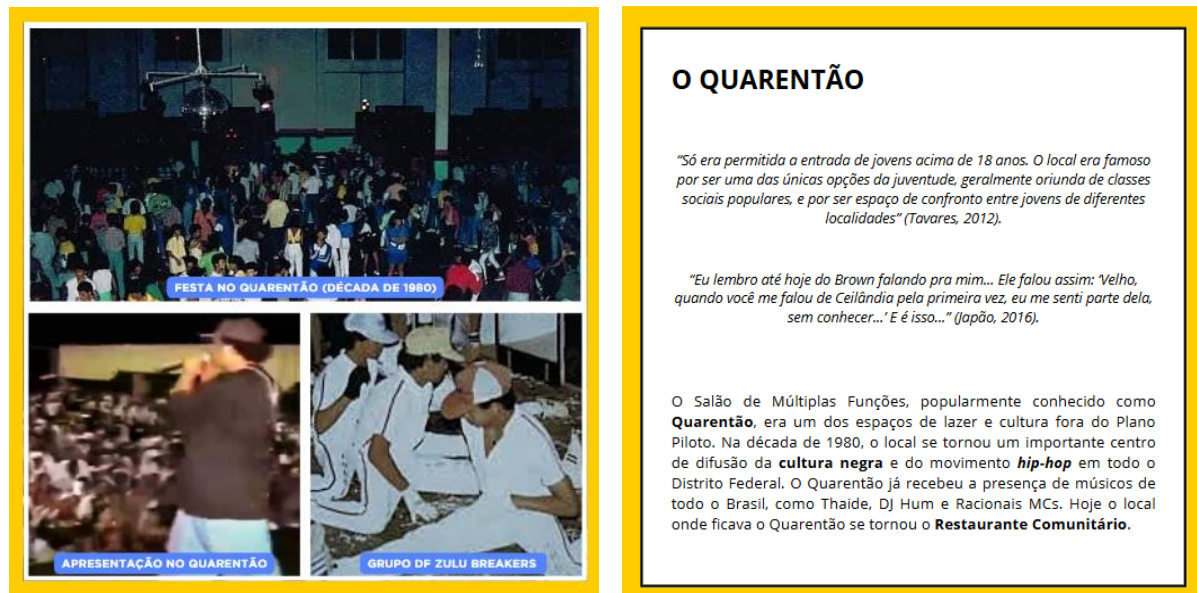 FESTA NO QUARENTÃO (DÉCADA DE 1980)
APRESENTAÇÃO NO QUARENTÃO
GRUPO DF ZULU BREAKERS
O QUARENTÃO
“Só era permitida a entrada de jovens acima de 18 anos. O local era famoso
por ser uma das únicas opções da juventude, geralmente oriunda de classes
sociais populares, e por ser espaço de confronto entre jovens de diferentes
localidades” (Tavares, 2012).
“Eu lembro até hoje do Brown falando pra mim... Ele falou assim: ‘Velho,
quando você me falou de Ceilândia pela primeira vez, eu me senti parte dela,
sem conhecer...’ E é isso...” (Japão, 2016).
O Salão de Múltiplas Funções, popularmente conhecido como
Quarentão, era um dos espaços de lazer e cultura fora do Plano
Piloto. Na década de 1980, o local se tornou um importante centro
de difusão da cultura negra e do movimento hip-hop em todo o
Distrito Federal. O Quarentão já recebeu a presença de músicos de
todo o Brasil, como Thaide, DJ Hum e Racionais MCs. Hoje o local
onde ficava o Quarentão se tornou o Restaurante Comunitário.